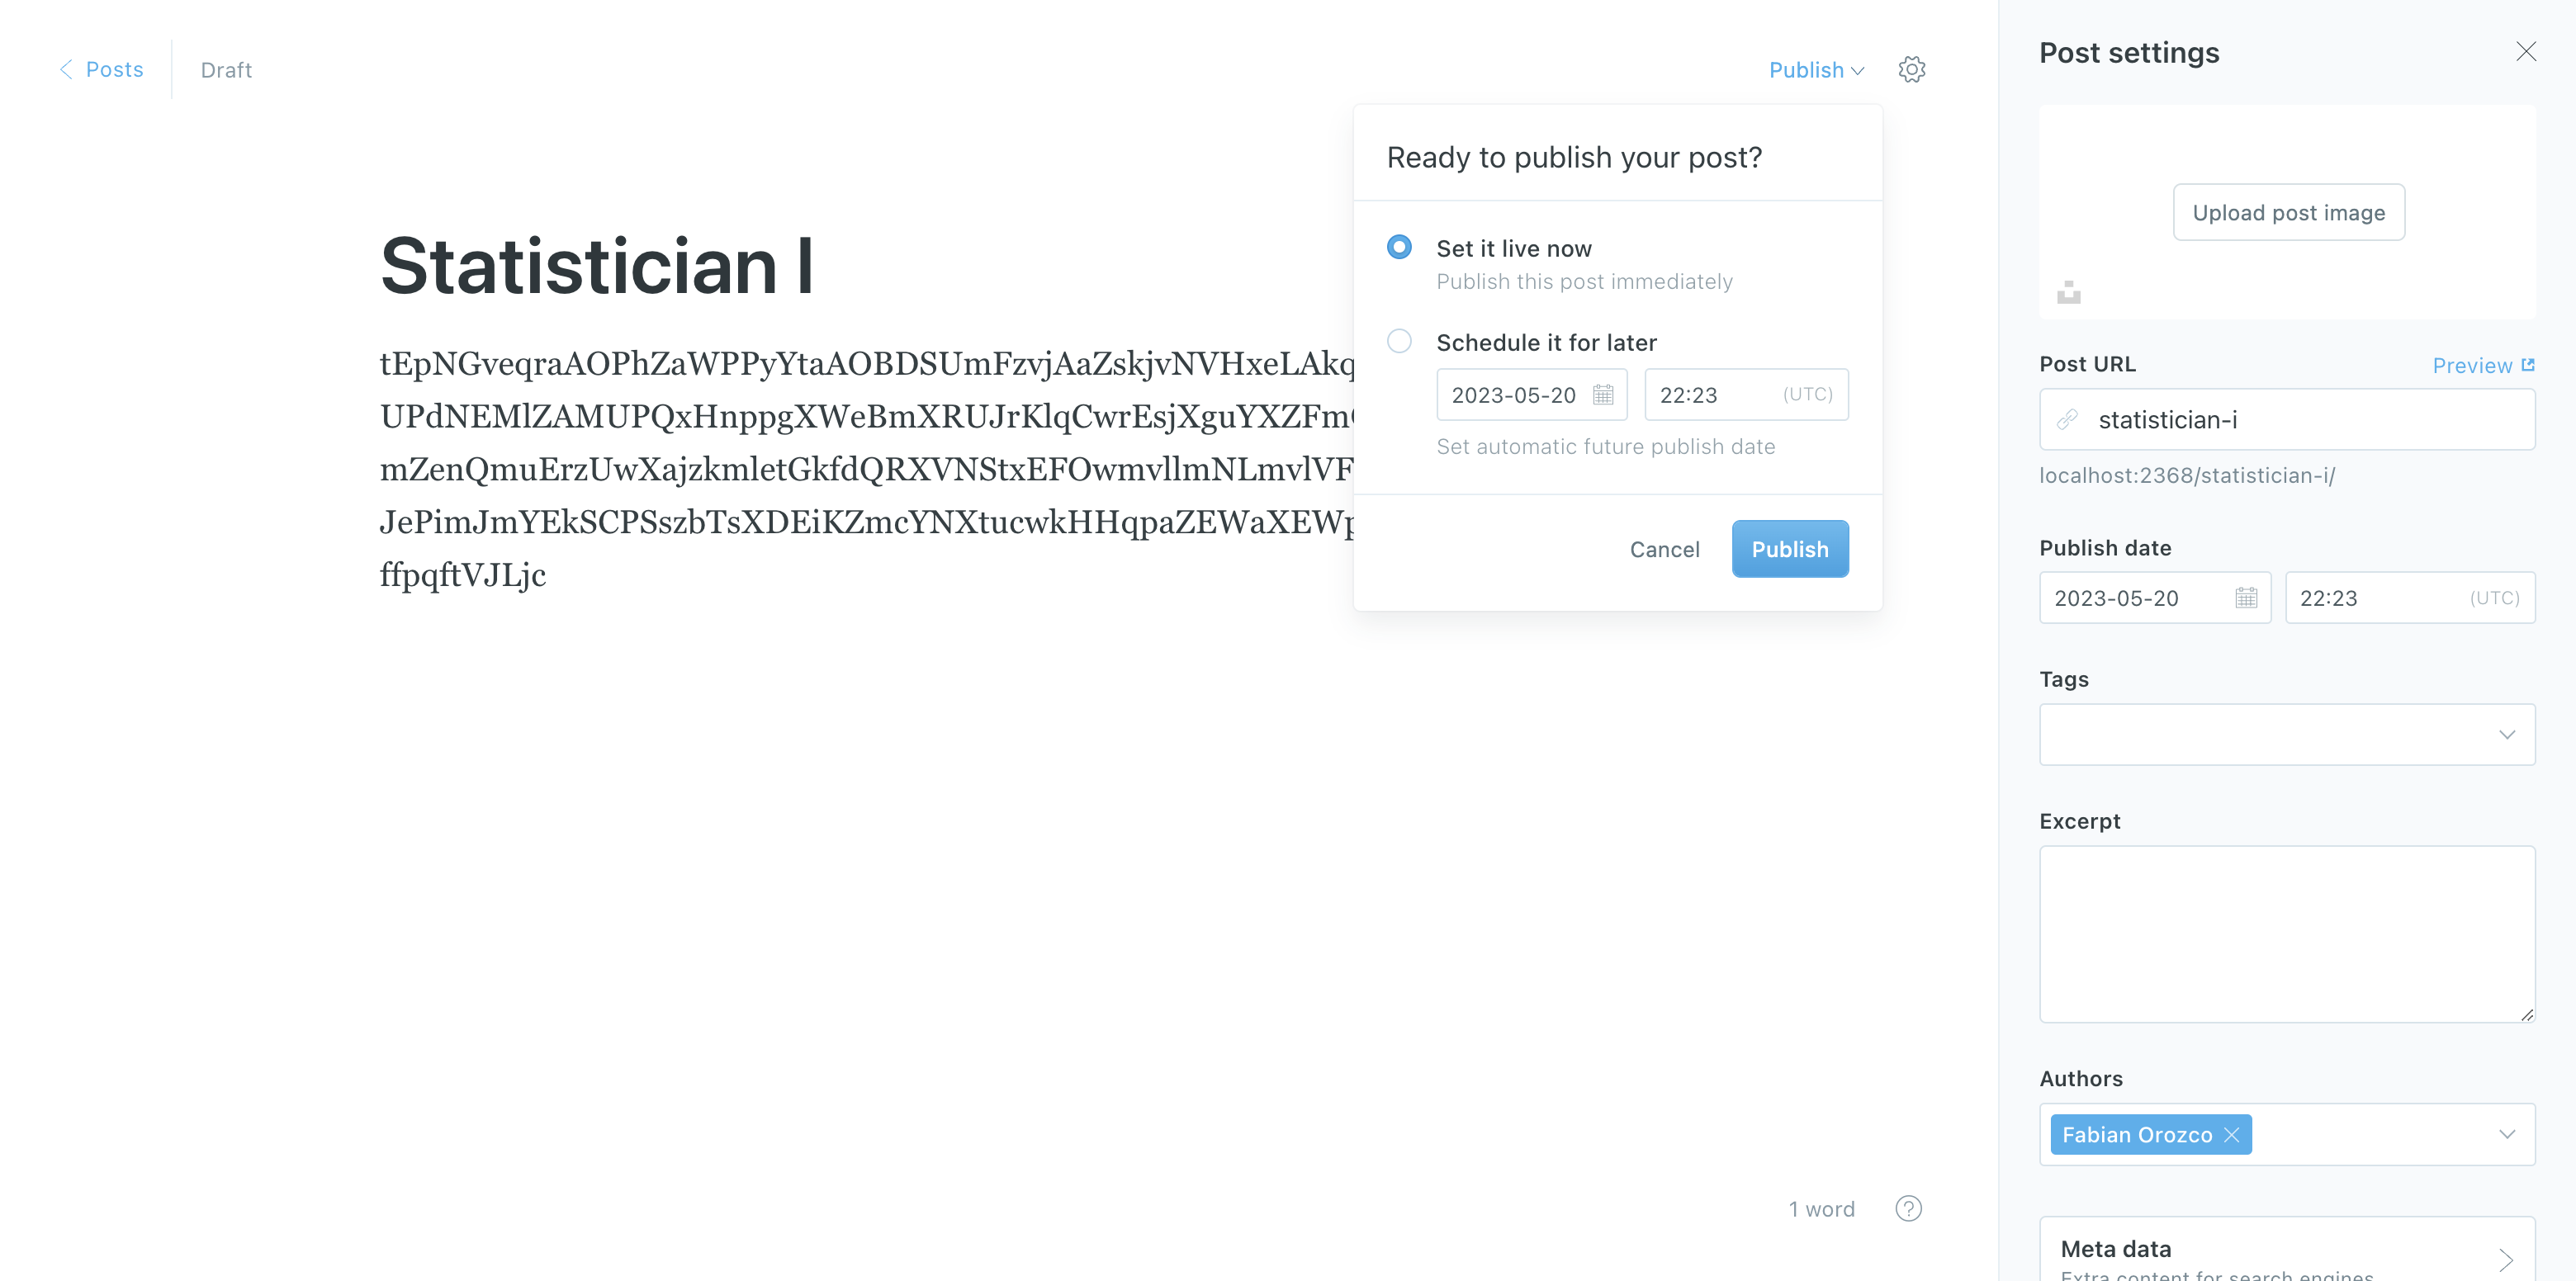 Posts
Draft
Publish
Ready to publish your post?
Set it live now
Publish this post immediately
Schedule it for later
2023-05-20
22:23
(UTC)
Set automatic future publish date
Cancel
Publish
Statistician I
tEpNGveqraAOPhZaWPPyYtaAOBDSUmFzvjAaZskjvNVHxeLAkq
UPdNEMlZAMUPQxHnppgXWeBmXRUJrKlqCwrEsjXguYXZFm
mZenQmuErzUwXajzkmletGkfdQRXVNStxEFOwmvllmNLmvlVF
JePimJmYEkSCPSszbTsXDEiKZmcYNXtucwkHHqpaZEWaXEWp
ffpqftVJLjc
1 word
Post settings
Upload post image
Post URL
Preview
statistician-i
localhost:2368/statistician-i/
Publish date
2023-05-20
22:23
(UTC)
Tags
Excerpt
Authors
Fabian Orozco
Meta data
Extra content for search engines